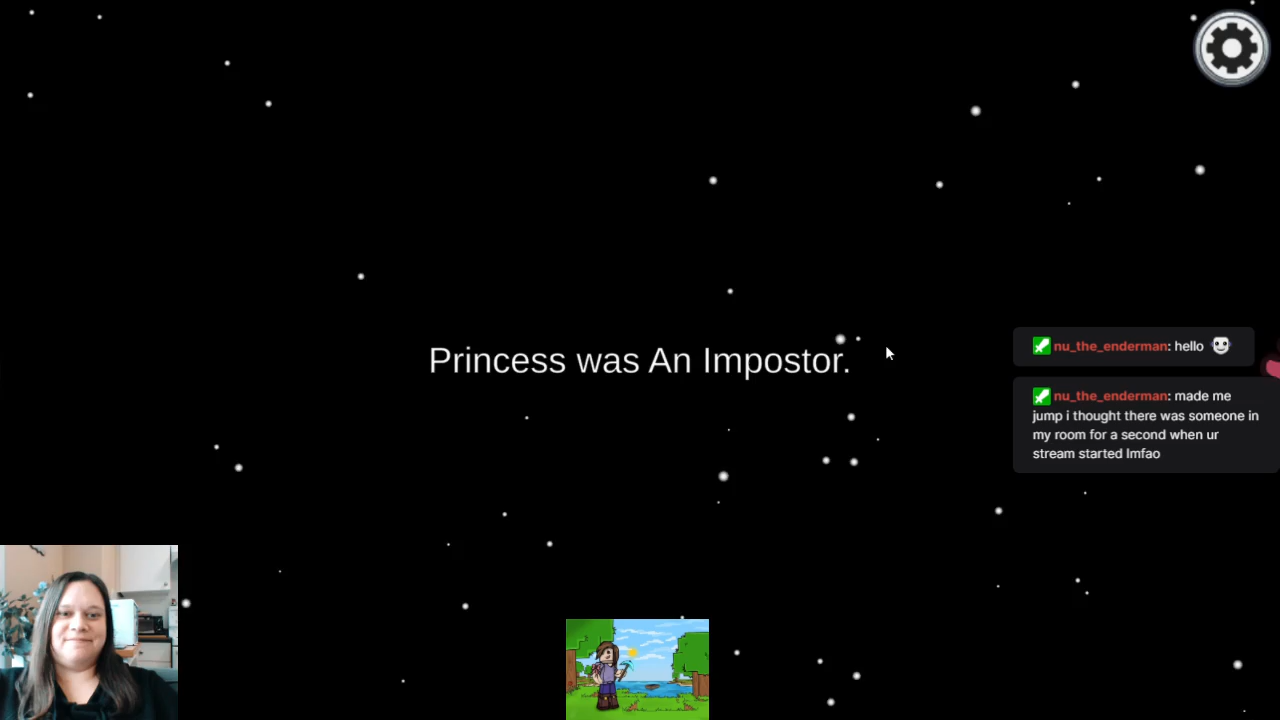 Princess was An Impostor.
nu_the_enderman: hello
nu_the_enderman: made me
jump i thought there was someone in
my room for a second when ur
stream started lmfao